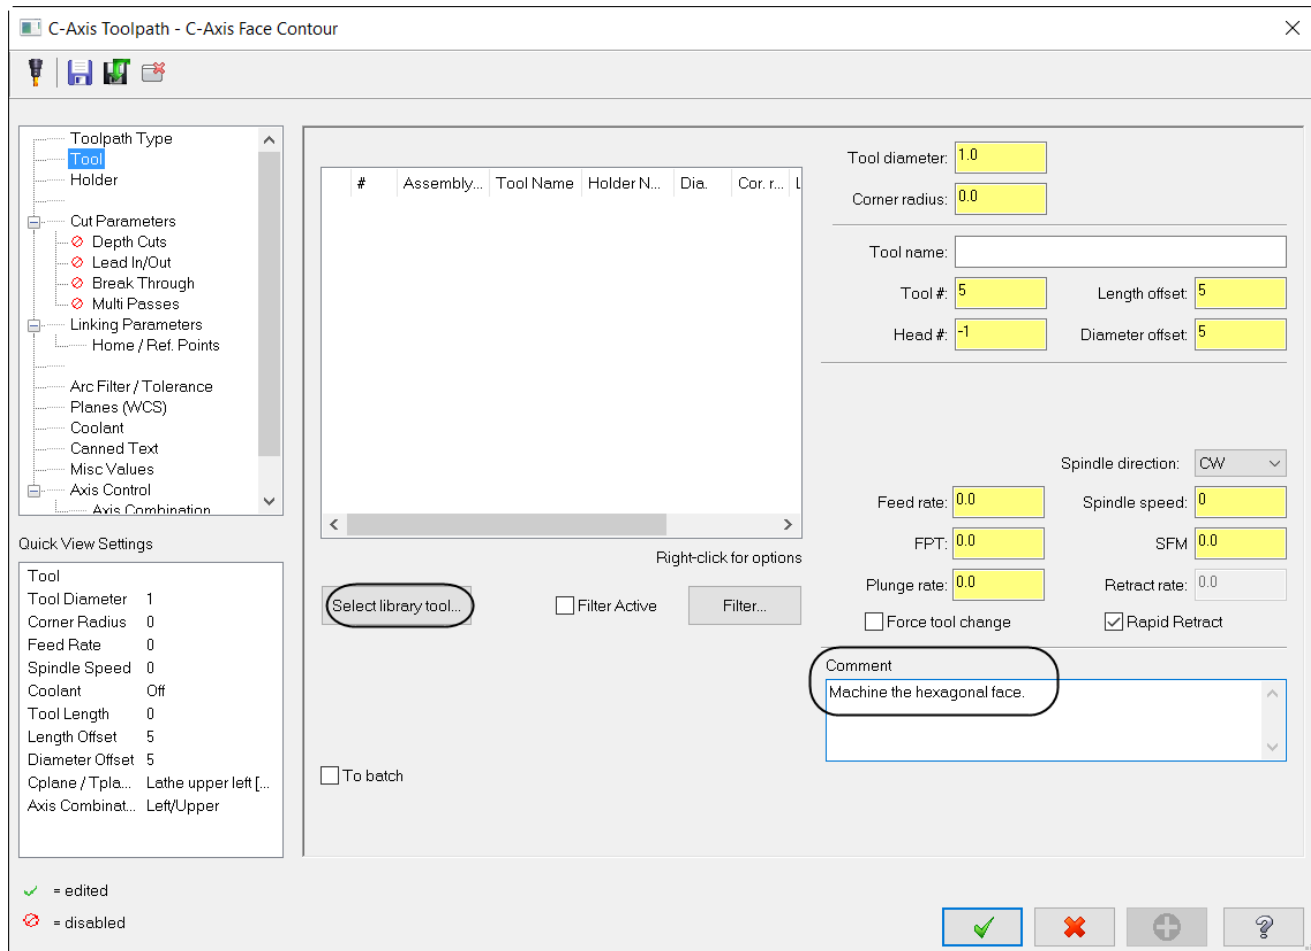 C-Axis Toolpath - C-Axis Face Contour
Toolpath Type
Tool
Holder
Cut Parameters
Depth Cuts
Lead In/Out
Break Through
Multi Passes
Linking Parameters
Home / Ref. Points
Arc Filter / Tolerance
Planes (WCS)
Coolant
Canned Text
Misc Values
Axis Control
Axis Combination
Quick View Settings
Tool
Tool Diameter 1
Corner Radius 0
Feed Rate 0
Spindle Speed 0
Coolant Off
Tool Length 0
Length Offset 5
Diameter Offset 5
Cplane / Tpla... Lathe upper left [...
Axis Combinat... Left/Upper
= edited
= disabled
# Assembly... Tool Name Holder N... Dia. Cor. r... L
Right-click for options
Select library tool... Filter Active Filter...
To batch
Tool diameter: 1.0
Corner radius: 0.0
Tool name:
Tool #: 5 Length offset: 5
Head #: -1 Diameter offset: 5
Spindle direction: CW
Feed rate: 0.0 Spindle speed: 0
FPT: 0.0 SFM 0.0
Plunge rate: 0.0 Retract rate: 0.0
Force tool change Rapid Retract
Comment
Machine the hexagonal face.